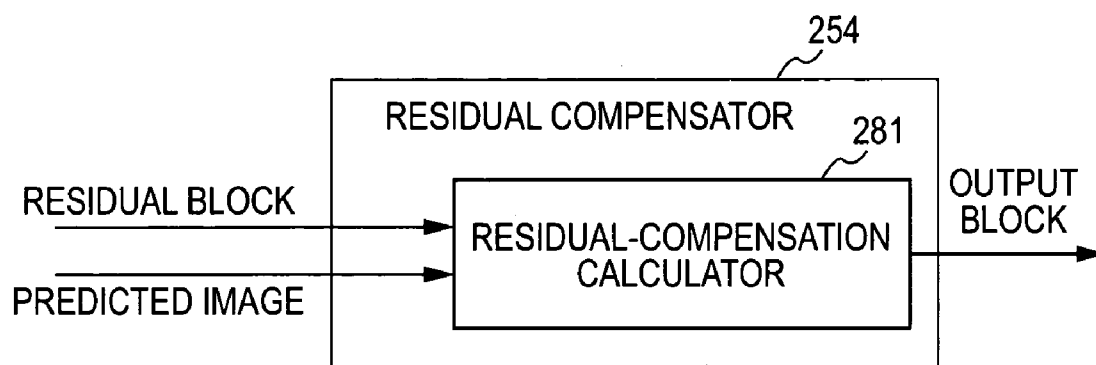 254
RESIDUAL COMPENSATOR
281
RESIDUAL BLOCK
RESIDUAL-COMPENSATION
CALCULATOR
OUTPUT
BLOCK
PREDICTED IMAGE